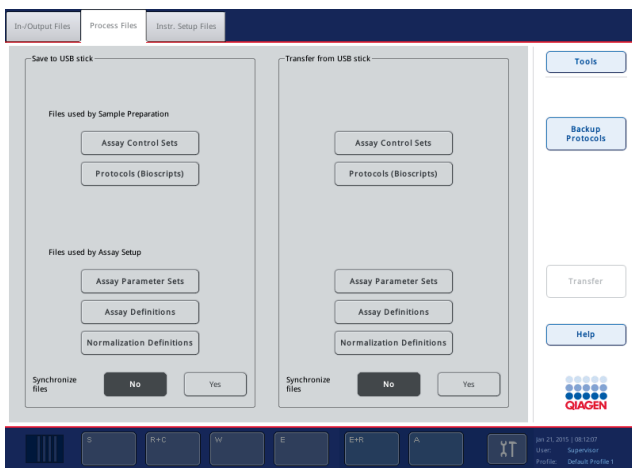 In-/Output Files
Process Files
Instr. Setup Files
Save to USB stick
Files used by Sample Preparation
Assay Control Sets
Protocols (Bioscripts)
Files used by Assay Setup
Assay Parameter Sets
Assay Definitions
Normalization Definitions
Synchronize
files
No
Yes
Transfer from USB stick
Assay Control Sets
Protocols (Bioscripts)
Assay Parameter Sets
Assay Definitions
Normalization Definitions
Synchronize
files
No
Yes
Tools
Backup
Protocols
Transfer
Help
QIAGEN
S
R+C
W
E
E+R
A
Jan 21, 2015 | 08:12:07
User: Supervisor
Profile: Default Profile 1